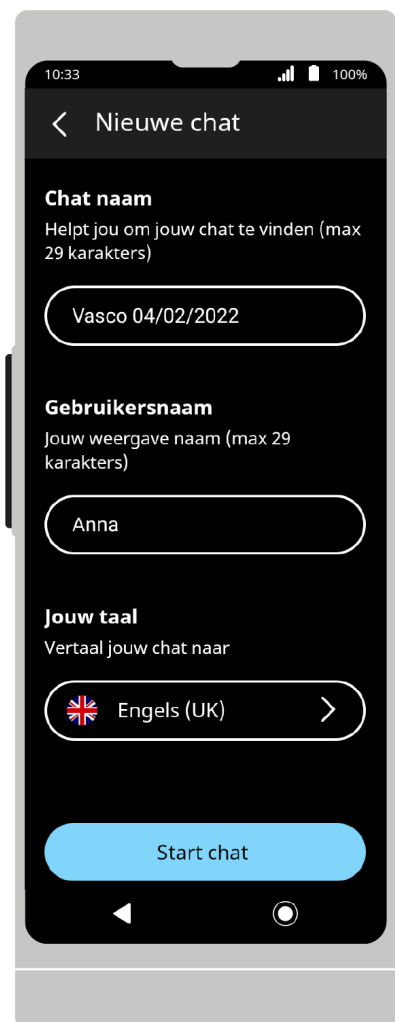 10:33 100%
Nieuwe chat
Chat naam
Helpt jou om jouw chat te vinden (max
29 karakters)
Vasco 04/02/2022
Gebruikersnaam
Jouw weergave naam (max 29
karakters)
Anna
Jouw taal
Vertaal jouw chat naar
Engels (UK)
Start chat